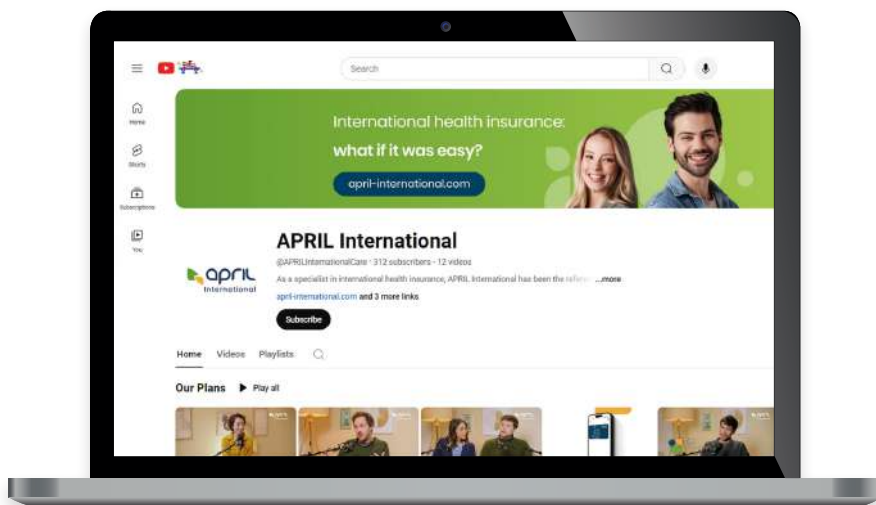 Search
Home
Shorts
Subscriptions
You
International health insurance:
what if it was easy?
april-international.com
april
International
APRIL International
@APRILInternationalCare · 312 subscribers · 12 videos
As a specialist in international health insurance, APRIL International has been the ...more
april-international.com and 3 more links
Subscribe
Home Videos Playlists
Our Plans Play all